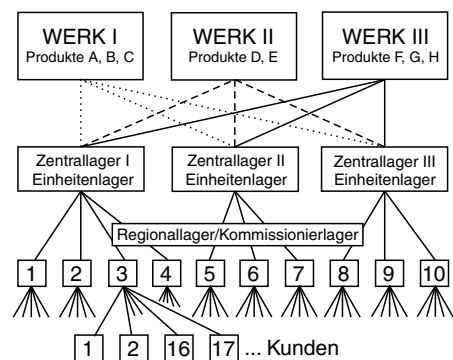 WERK I WERK II WERK III
Produkte A, B, C Produkte D, E Produkte F, G, H
Zentrallager I Zentrallager II Zentrallager III
Einheitenlager Einheitenlager Einheitenlager
Regionallager/Kommissionierlager
1 2 3 4 5 6 7 8 9 10
1 2 16 17 ... Kunden